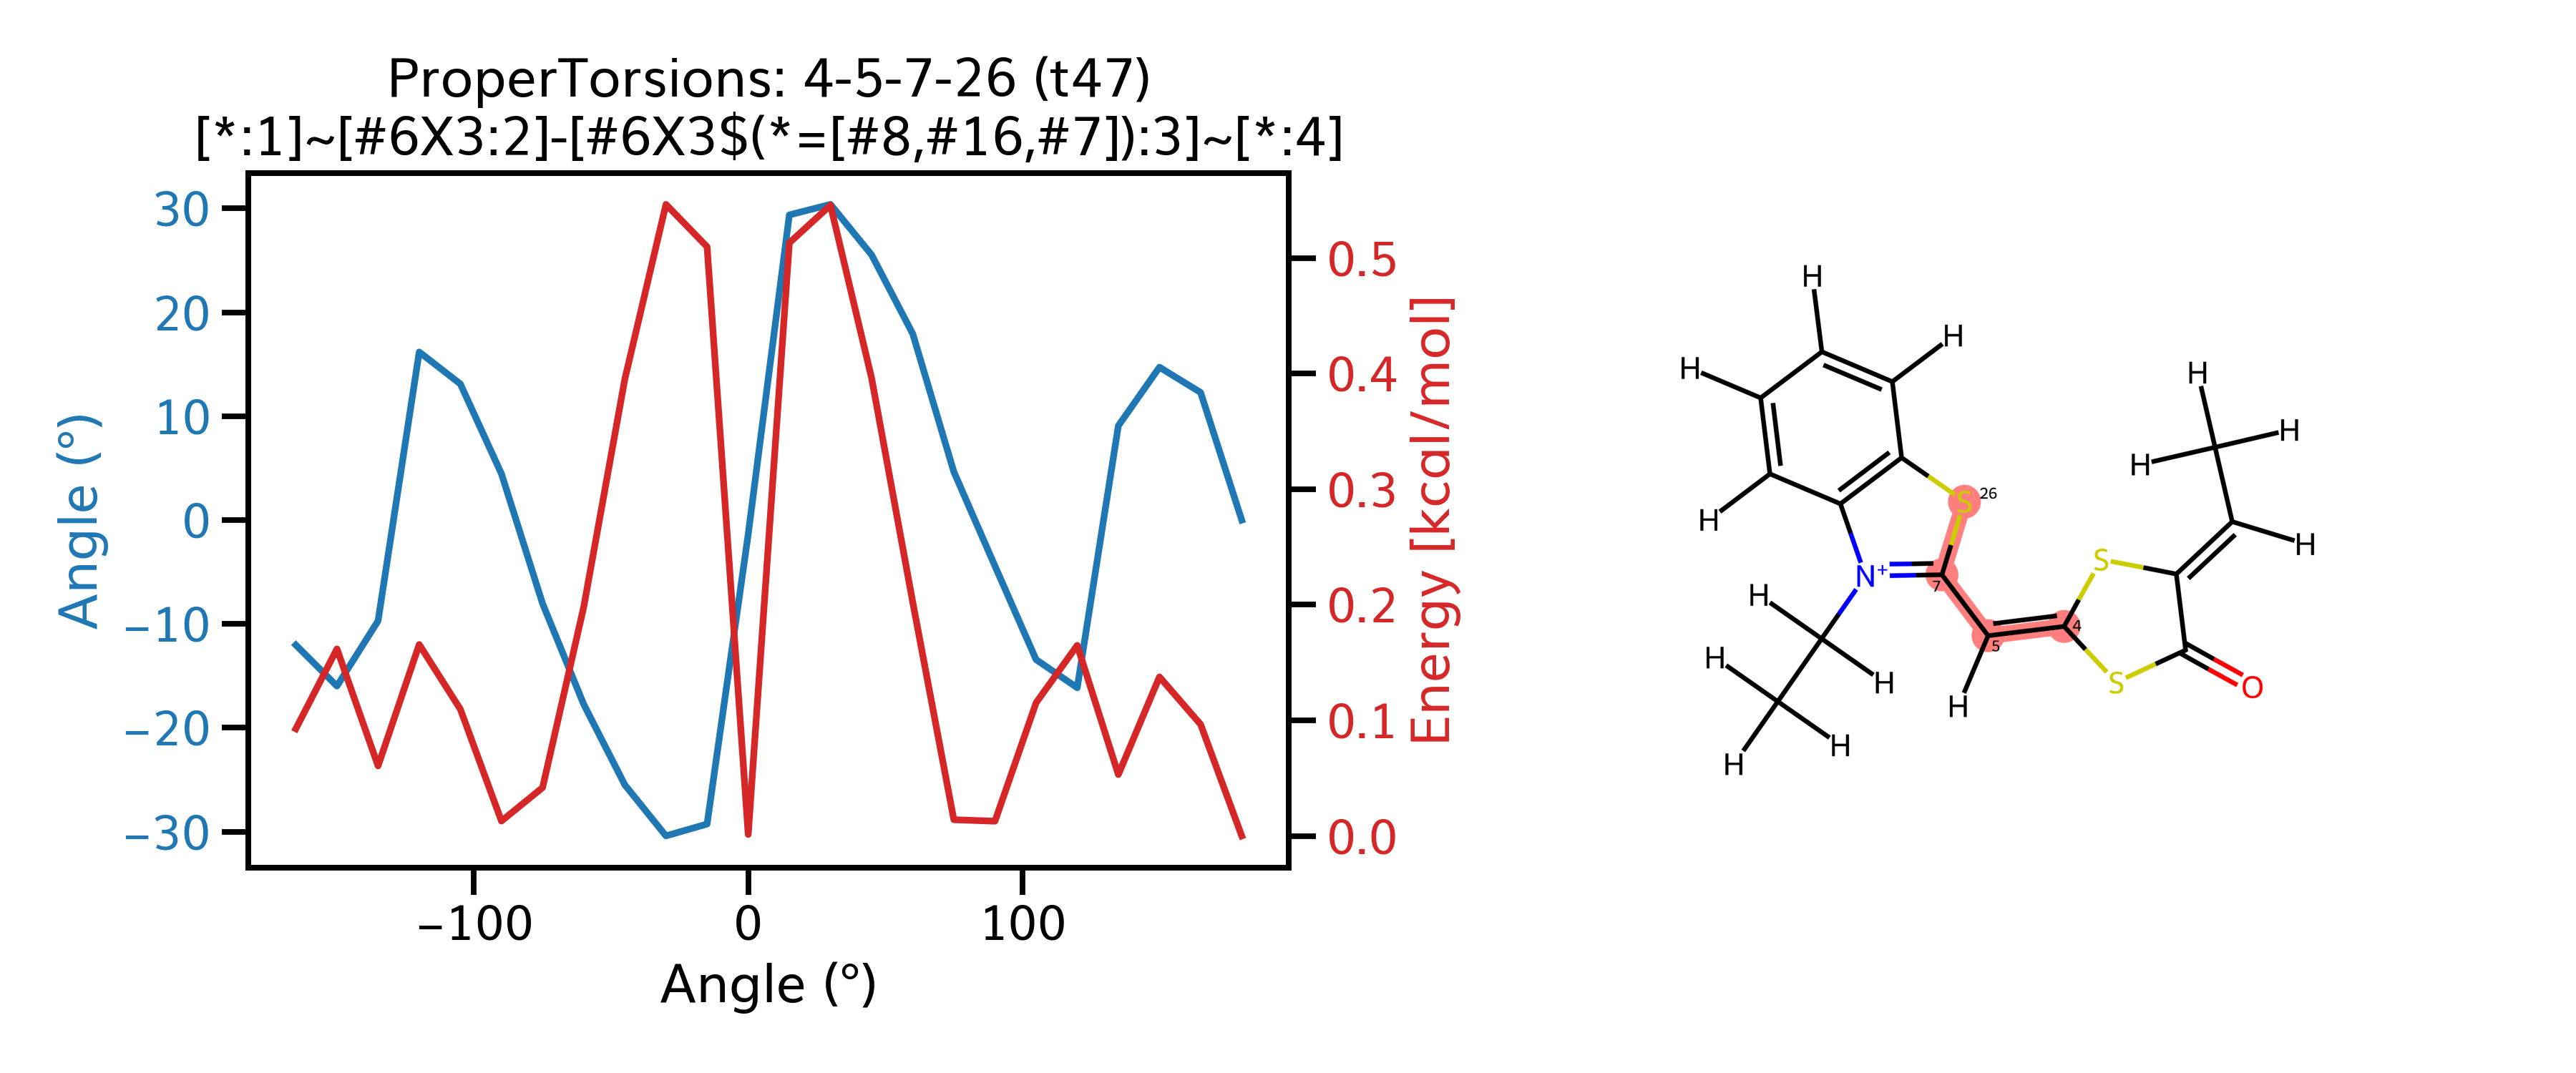 ProperTorsions: 4-5-7-26 (t47)
[*:1]~[#6X3:2]-[#6X3$(*=[#8,#16,#7]):3]~[*:4]
30
20
10
0
−10
−20
−30
Angle (°)
0.5
0.4
0.3
0.2
0.1
0.0
Energy [kcal/mol]
−100
0
100
Angle (°)
H
H
H
H
H
H
H
S
26
H
S
H
N+
7
H
4
5
H
H
S
O
H
H
H